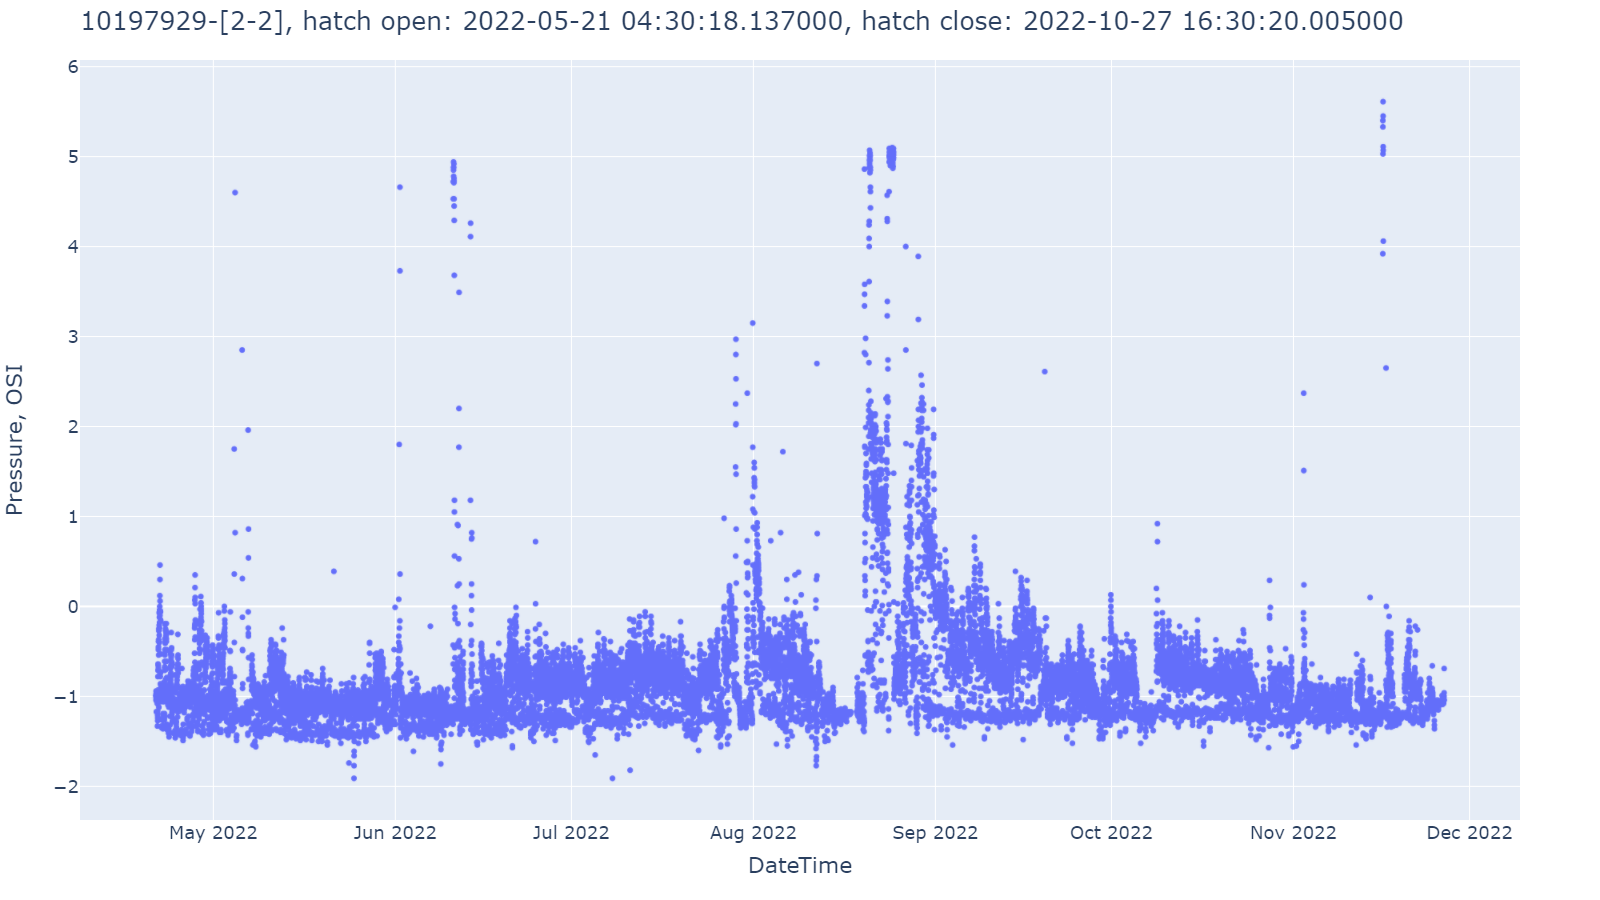 10197929-[2-2], hatch open: 2022-05-21 04:30:18.137000, hatch close: 2022-10-27 16:30:20.005000
6
5
4
3
2
1
0
−1
−2
Pressure, OSI
May 2022
Jun 2022
Jul 2022
Aug 2022
Sep 2022
Oct 2022
Nov 2022
Dec 2022
DateTime